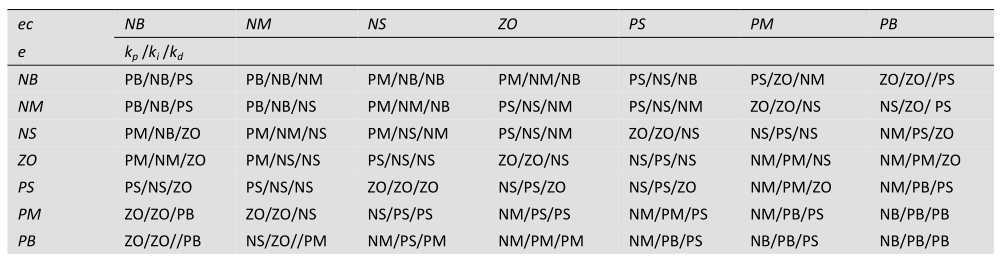 ec NB NM NS ZO PS PM PB
e kp /ki /kd
NB PB/NB/PS PB/NB/NM PM/NB/NB PM/NM/NB PS/NS/NB PS/ZO/NM ZO/ZO//PS
NM PB/NB/PS PB/NB/NS PM/NM/NB PS/NS/NM PS/NS/NM ZO/ZO/NS NS/ZO/ PS
NS PM/NB/ZO PM/NM/NS PM/NS/NM PS/NS/NM ZO/ZO/NS NS/PS/NS NM/PS/ZO
ZO PM/NM/ZO PM/NS/NS PS/NS/NS ZO/ZO/NS NS/PS/NS NM/PM/NS NM/PM/ZO
PS PS/NS/ZO PS/NS/NS ZO/ZO/ZO NS/PS/ZO NS/PS/ZO NM/PM/ZO NM/PB/PS
PM ZO/ZO/PB ZO/ZO/NS NS/PS/PS NM/PS/PS NM/PM/PS NM/PB/PS NB/PB/PB
PB ZO/ZO//PB NS/ZO//PM NM/PS/PM NM/PM/PM NM/PB/PS NB/PB/PS NB/PB/PB